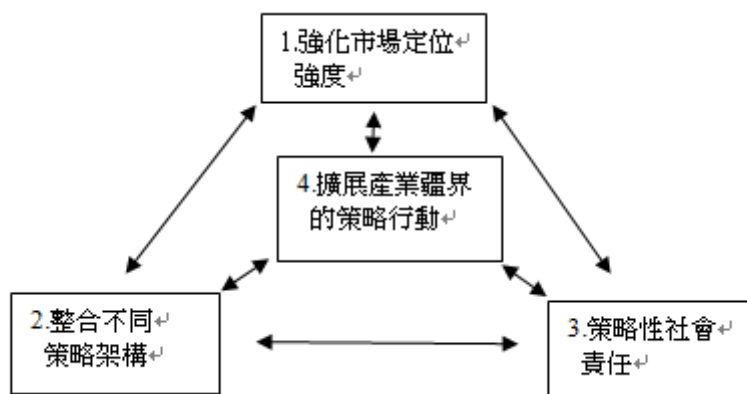 1.強化市場定位↵
強度↵
4.擴展產業疆界
的策略行動↵
2.整合不同↵
策略架構↵
3.策略性社會↵
責任↵